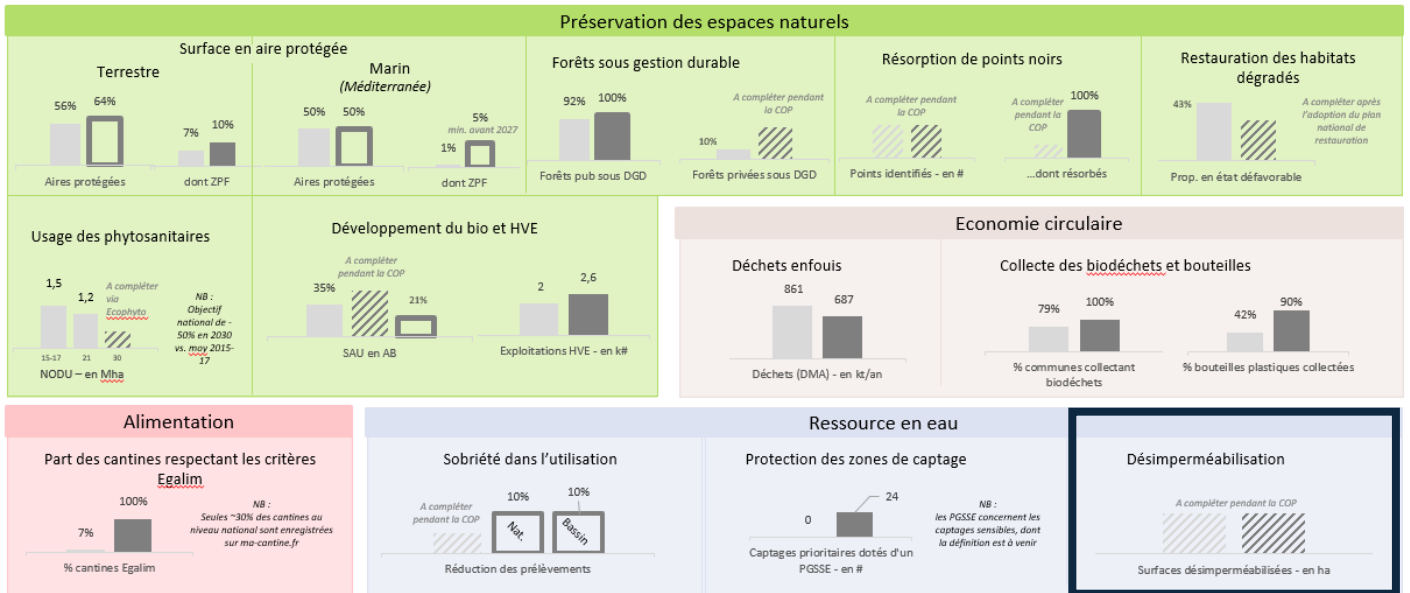 Préservation des espaces naturels
Surface en aire protégée
Terrestre
56%
64%
Aires protégées
7%
10%
dont ZPF
Marin
(Méditerranée)
50%
50%
Aires protégées
5%
min. avant 2027
1%
dont ZPF
Forêts sous gestion durable
92%
100%
Forêts pub sous DGD
A compléter pendant
la COP
10%
Forêts privées sous DGD
Résorption de points noirs
A compléter pendant
la COP
Points identifiés - en #
A compléter
pendant la
COP
100%
...dont résorbés
Restauration des habitats
dégradés
43%
A compléter après
l'adoption du plan
national de
restauration
Prop. en état défavorable
Usage des phytosanitaires
1,5
1,2
A compléter
via
Ecophyto
15-17
21
30
NODU – en Mha
NB :
Objectif
national de -
50% en 2030
vs. moy 2015-
17
Développement du bio et HVE
A compléter
pendant la COP
35%
21%
SAU en AB
2
2,6
Exploitations HVE - en k#
Economie circulaire
Déchets enfouis
861
687
Déchets (DMA) - en kt/an
Collecte des biodéchets et bouteilles
79%
100%
% communes collectant
biodéchets
42%
90%
% bouteilles plastiques collectées
Alimentation
Part des cantines respectant les critères
Egalim
7%
100%
% cantines Egalim
NB :
Seules ~30% des cantines au
niveau national sont enregistrées
sur ma-cantine.fr
Ressource en eau
Sobriété dans l'utilisation
A compléter
pendant la COP
10%
Nat.
10%
Bassin
Réduction des prélèvements
Protection des zones de captage
0
24
Captages prioritaires dotés d'un
PGSSE - en #
NB :
les PGSSE concernent les
captages sensibles, dont
la définition est à venir
Désimperméabilisation
A compléter pendant la COP
Surfaces désimperméabilisées - en ha